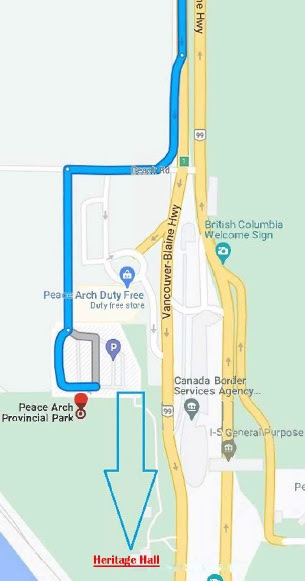 ne Hwy
99
Beach Rd
1
British Columbia
Welcome Sign
Vancouver-Blaine Hwy
Peace Arch Duty Free
Duty free store
P
Canada Border
Services Agency...
Peace Arch
Provincial Park
99
I-S General Purpose
Pe
Heritage Hall